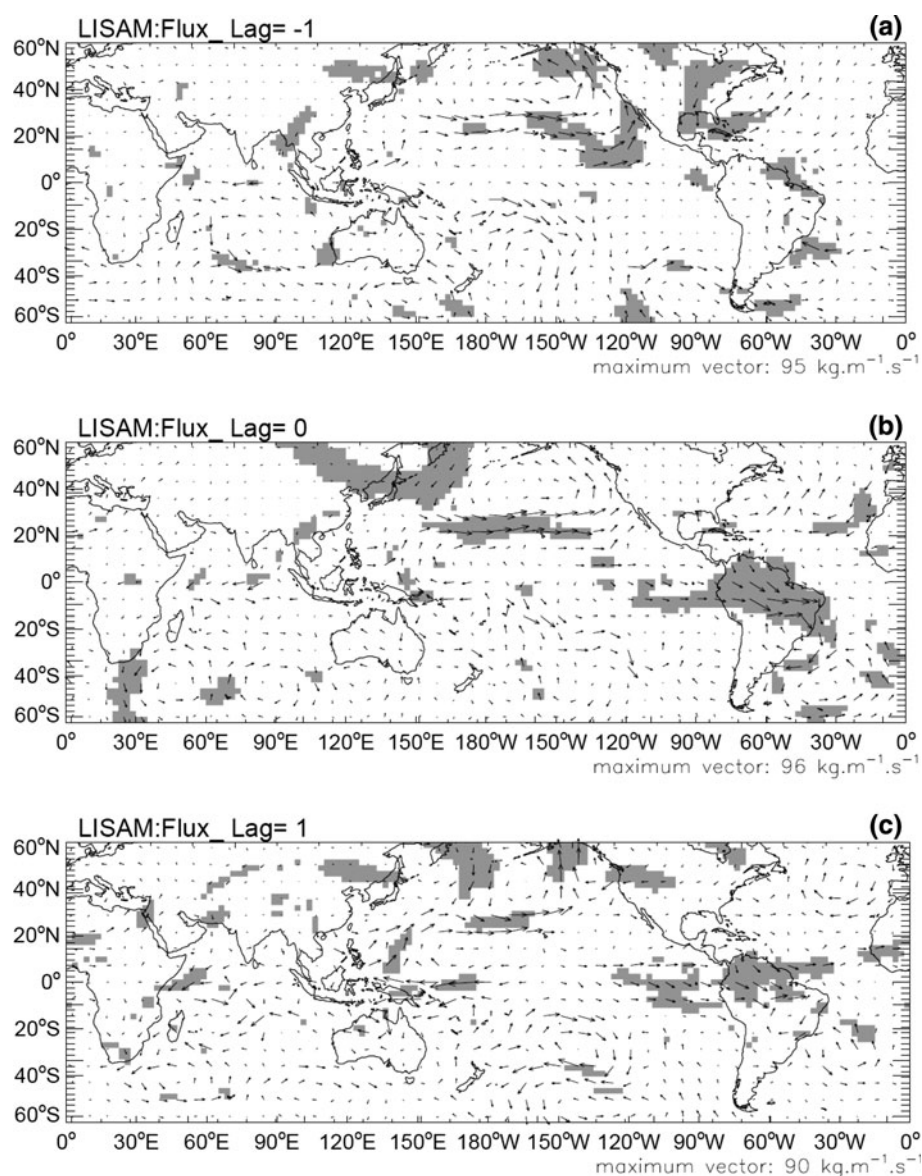 LISAM:Flux_ Lag= -1 (a)
60°N
40°N
20°N
0°
20°S
40°S
60°S
0° 30°E 60°E 90°E 120°E 150°E 180°W 150°W 120°W 90°W 60°W 30°W 0°
maximum vector: 95 kg.m⁻¹.s⁻¹
LISAM:Flux_ Lag= 0 (b)
60°N
40°N
20°N
0°
20°S
40°S
60°S
0° 30°E 60°E 90°E 120°E 150°E 180°W 150°W 120°W 90°W 60°W 30°W 0°
maximum vector: 96 kg.m⁻¹.s⁻¹
LISAM:Flux_ Lag= 1 (c)
60°N
40°N
20°N
0°
20°S
40°S
60°S
0° 30°E 60°E 90°E 120°E 150°E 180°W 150°W 120°W 90°W 60°W 30°W 0°
maximum vector: 90 kg.m⁻¹.s⁻¹